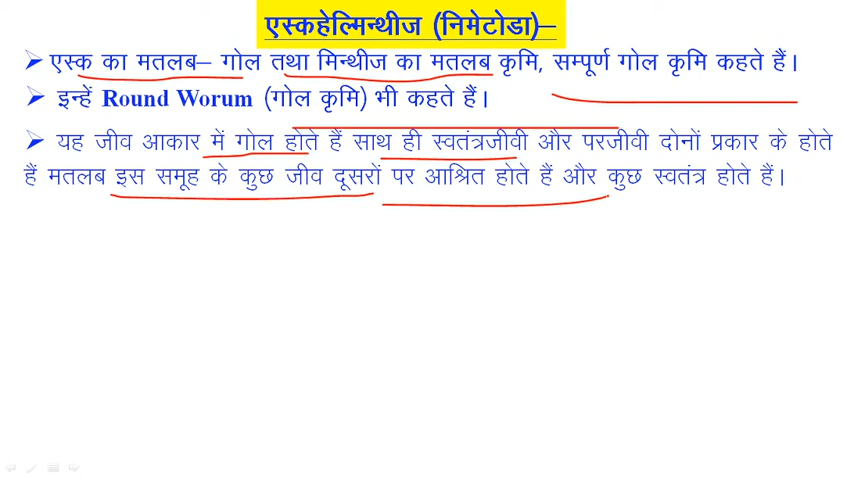 एस्कहेल्मिन्थीज (निमेटोडा)–
➢ एस्क का मतलब– गोल तथा मिन्थीज का मतलब कृमि, सम्पूर्ण गोल कृमि कहते हैं।
➢ इन्हें Round Worum (गोल कृमि) भी कहते हैं।
➢ यह जीव आकार में गोल होते हैं साथ ही स्वतंत्रजीवी और परजीवी दोनों प्रकार के होते
हैं मतलब इस समूह के कुछ जीव दूसरों पर आश्रित होते हैं और कुछ स्वतंत्र होते हैं।